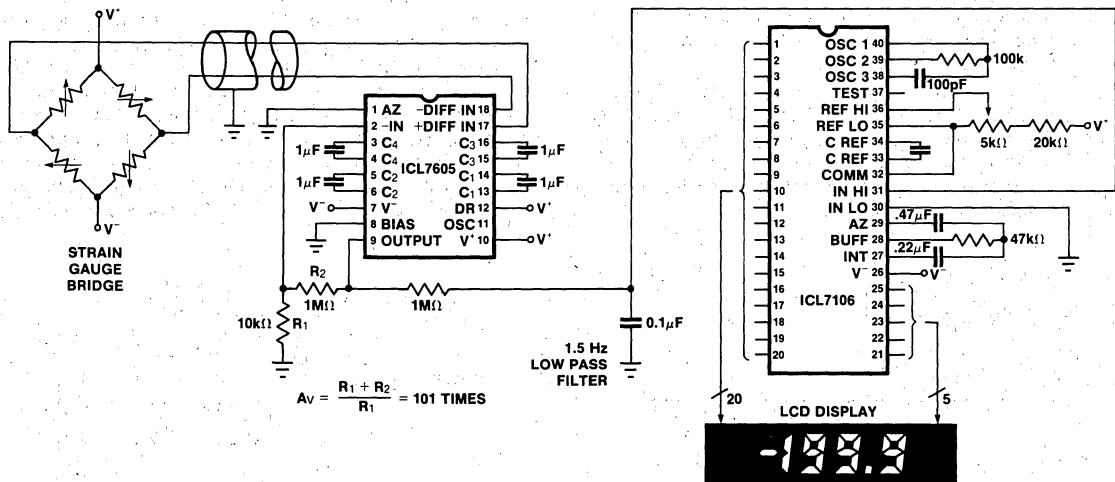 V+
V−
STRAIN
GAUGE
BRIDGE
1 AZ −DIFF IN 18
2 −IN +DIFF IN 17
3 C4 C3 16
4 C4 C3 15
5 C2 C1 14
6 C2 C1 13
7 V− DR 12
8 BIAS OSC 11
9 OUTPUT V+ 10
ICL7605
1μF
1μF
1μF
1μF
V−
V+
V+
R2
1MΩ
1MΩ
10kΩ R1
0.1μF
1.5 Hz
LOW PASS
FILTER
AV = R1 + R2 / R1 = 101 TIMES
1 OSC 1 40
2 OSC 2 39
3 OSC 3 38
4 TEST 37
5 REF HI 36
6 REF LO 35
7 C REF 34
8 C REF 33
9 COMM 32
10 IN HI 31
11 IN LO 30
12 AZ 29
13 BUFF 28
14 INT 27
15 V− 26
16 25
17 24
18 23
19 22
20 21
ICL7106
100k
100pF
5kΩ
20kΩ
V+
.47μF
47kΩ
.22μF
V−
20
5
LCD DISPLAY
-199.9